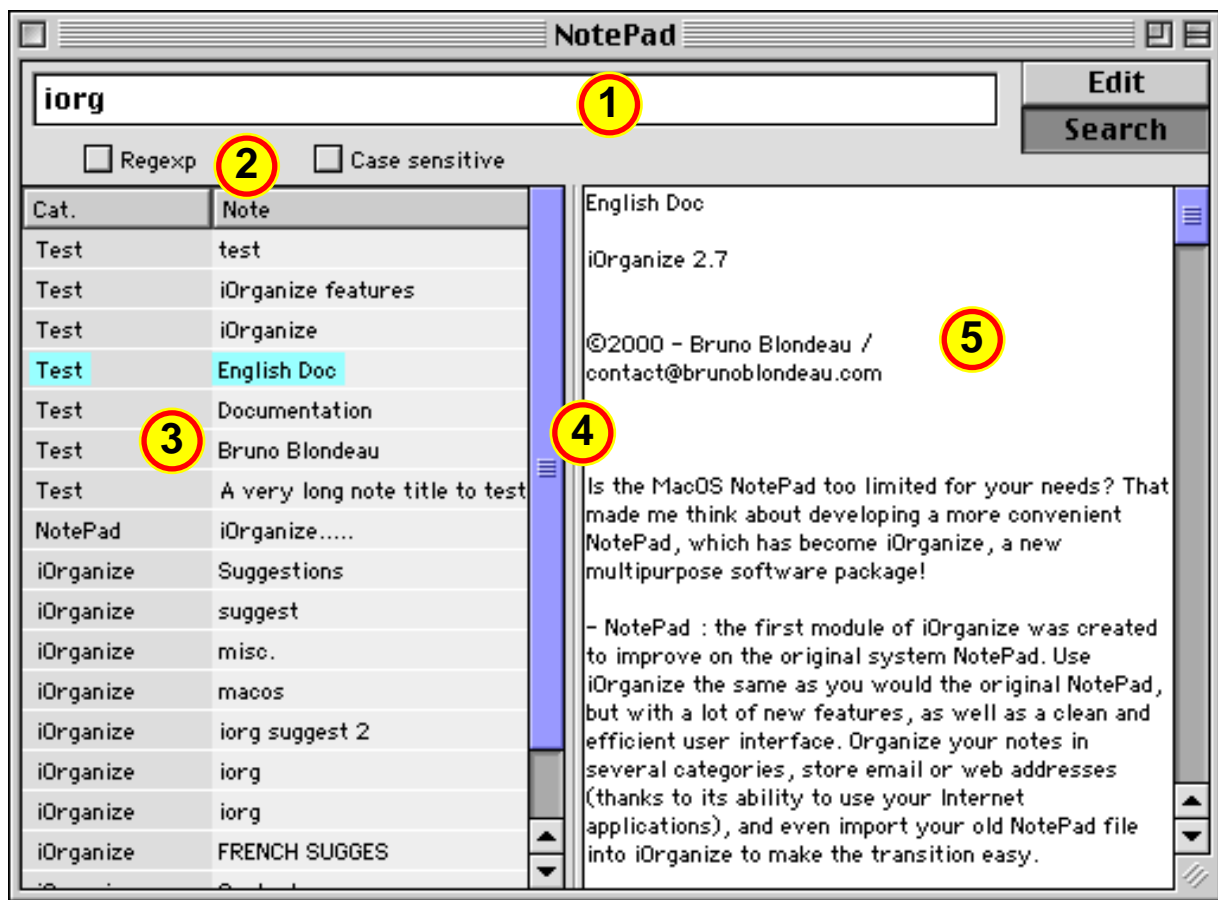 NotePad
iorg
1
Edit
Search
Regexp
2
Case sensitive
Cat. Note
Test test
Test iOrganize features
Test iOrganize
Test English Doc
Test Documentation
3
Test Bruno Blondeau
Test A very long note title to test
NotePad iOrganize.....
iOrganize Suggestions
iOrganize suggest
iOrganize misc.
iOrganize macos
iOrganize iorg suggest 2
iOrganize iorg
iOrganize iorg
iOrganize FRENCH SUGGES
4
English Doc
iOrganize 2.7
5
©2000 - Bruno Blondeau /
contact@brunoblondeau.com
Is the MacOS NotePad too limited for your needs? That
made me think about developing a more convenient
NotePad, which has become iOrganize, a new
multipurpose software package!
- NotePad : the first module of iOrganize was created
to improve on the original system NotePad. Use
iOrganize the same as you would the original NotePad,
but with a lot of new features, as well as a clean and
efficient user interface. Organize your notes in
several categories, store email or web addresses
(thanks to its ability to use your Internet
applications), and even import your old NotePad file
into iOrganize to make the transition easy.